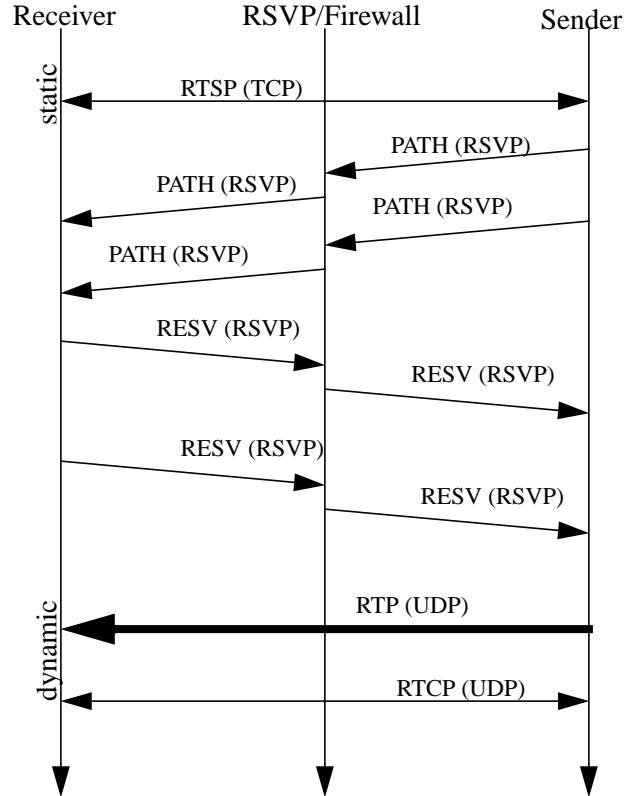 Receiver
RSVP/Firewall
Sender
static
RTSP (TCP)
PATH (RSVP)
PATH (RSVP)
PATH (RSVP)
PATH (RSVP)
RESV (RSVP)
RESV (RSVP)
RESV (RSVP)
RESV (RSVP)
dynamic
RTP (UDP)
RTCP (UDP)